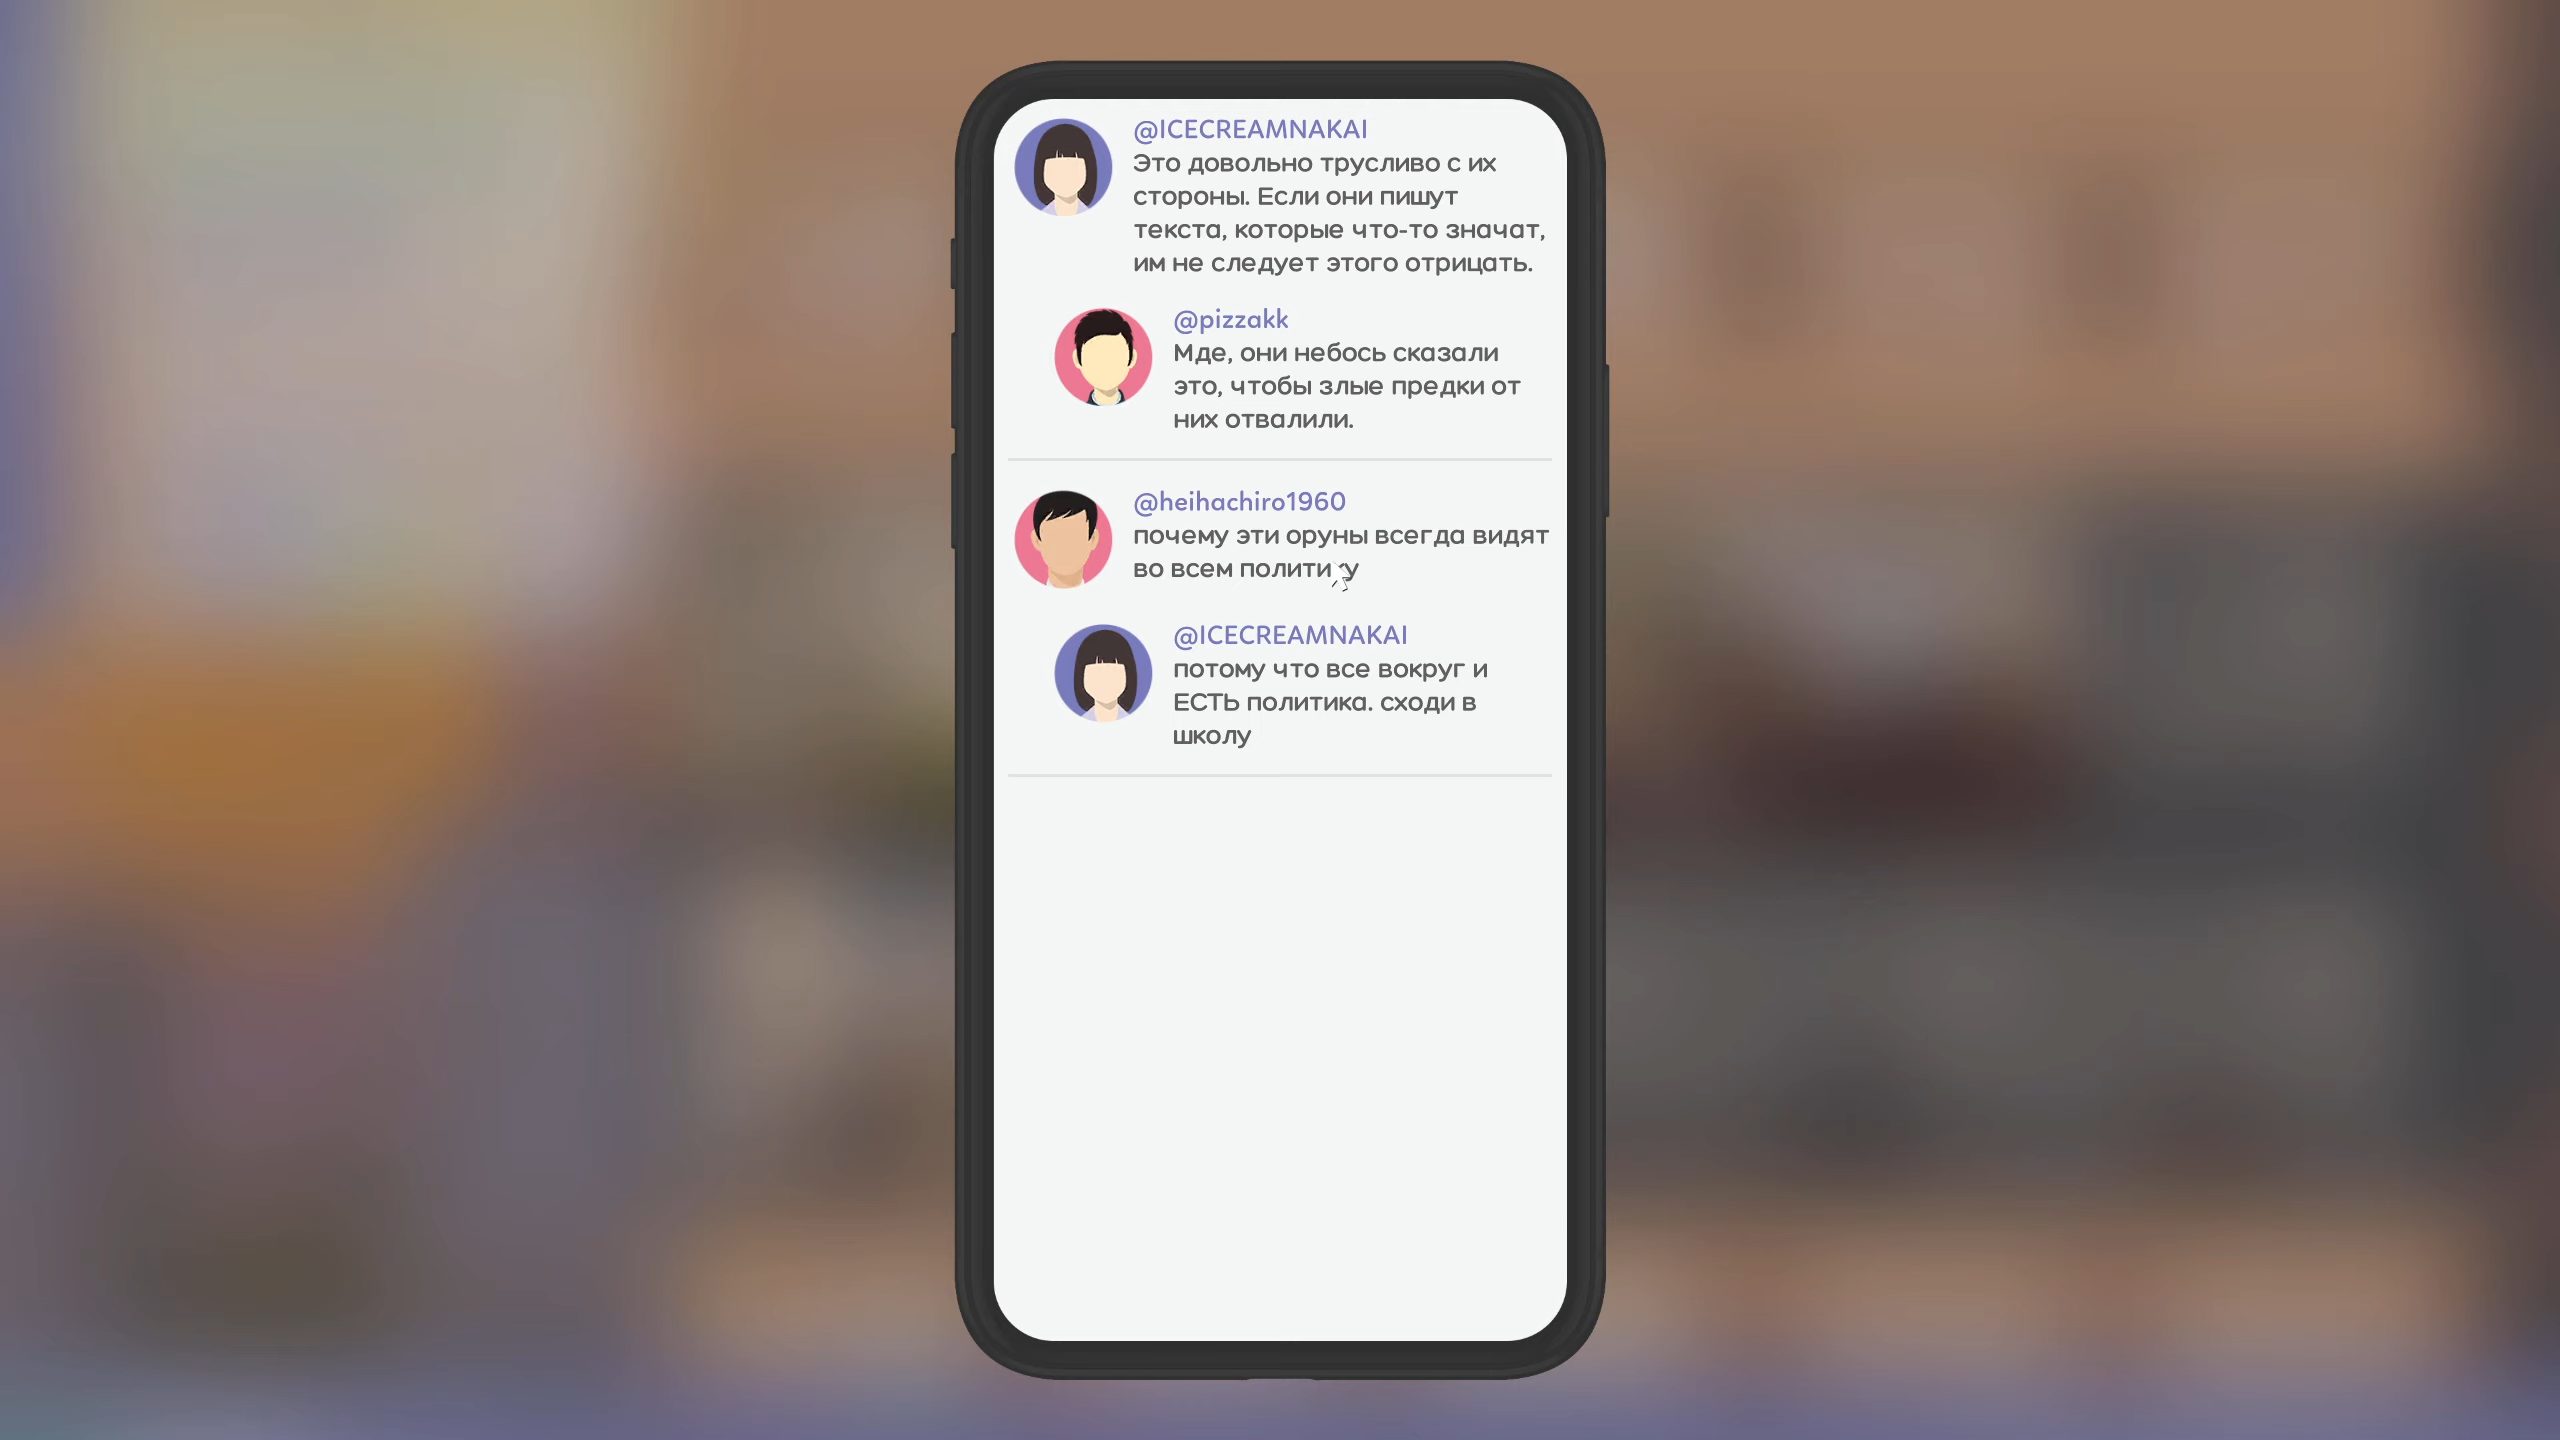 @ICECREAMNAKAI
Это довольно трусливо с их
стороны. Если они пишут
текста, которые что-то значат,
им не следует этого отрицать.
@pizzakk
Мде, они небось сказали
это, чтобы злые предки от
них отвалили.
@heihachiro1960
почему эти оруны всегда видят
во всем политику
@ICECREAMNAKAI
потому что все вокруг и
ЕСТЬ политика. сходи в
школу